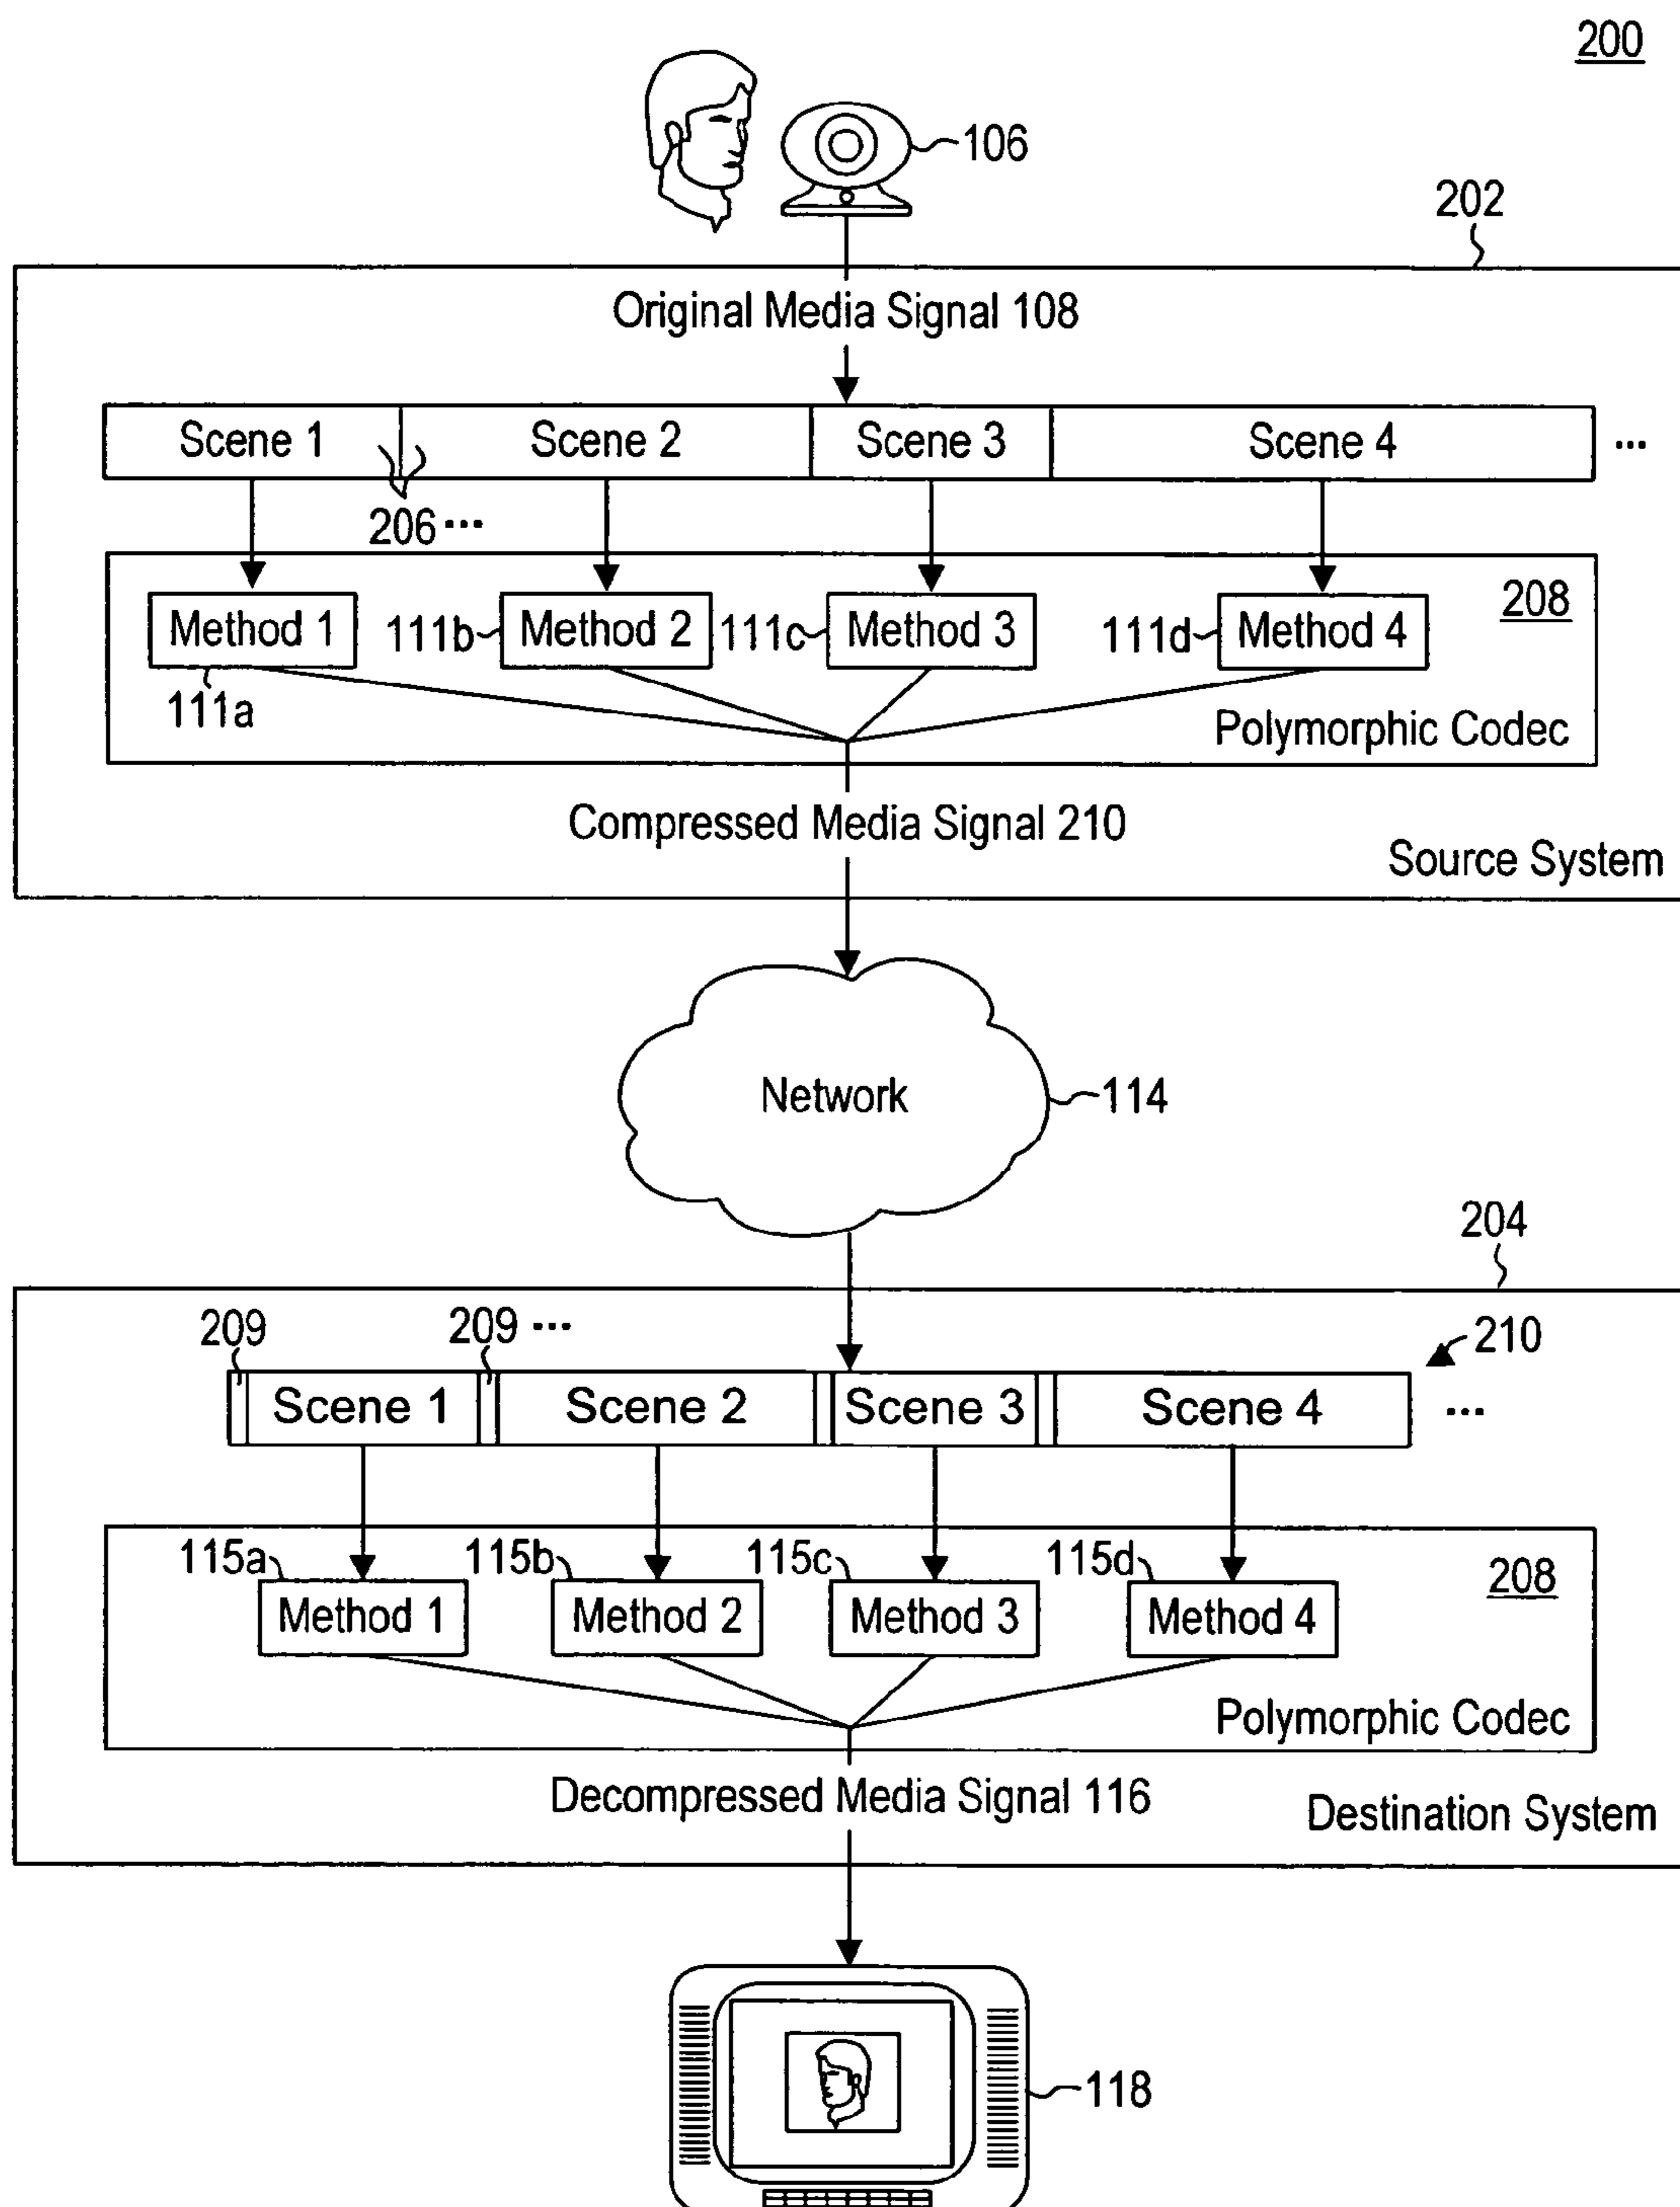 200
106
202
Original Media Signal 108
Scene 1 Scene 2 Scene 3 Scene 4 ...
206 ...
Method 1 111b Method 2 111c Method 3 111d Method 4 208
111a
Polymorphic Codec
Compressed Media Signal 210
Source System
Network 114
204
209 209 ... 210
Scene 1 Scene 2 Scene 3 Scene 4 ...
115a 115b 115c 115d 208
Method 1 Method 2 Method 3 Method 4
Polymorphic Codec
Decompressed Media Signal 116
Destination System
118